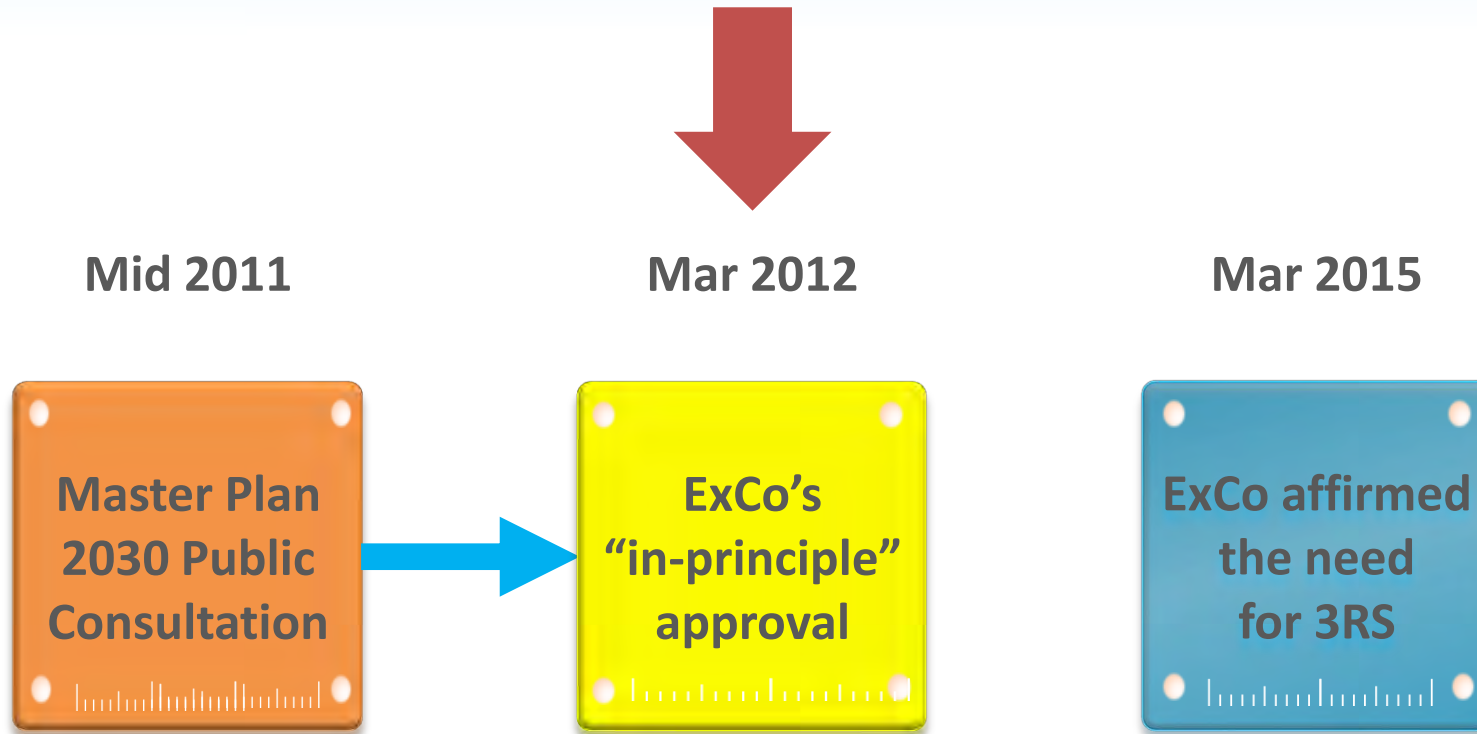 Mid 2011
Mar 2012
Mar 2015
Master Plan
2030 Public
Consultation
ExCo’s
“in-principle”
approval
ExCo affirmed
the need
for 3RS